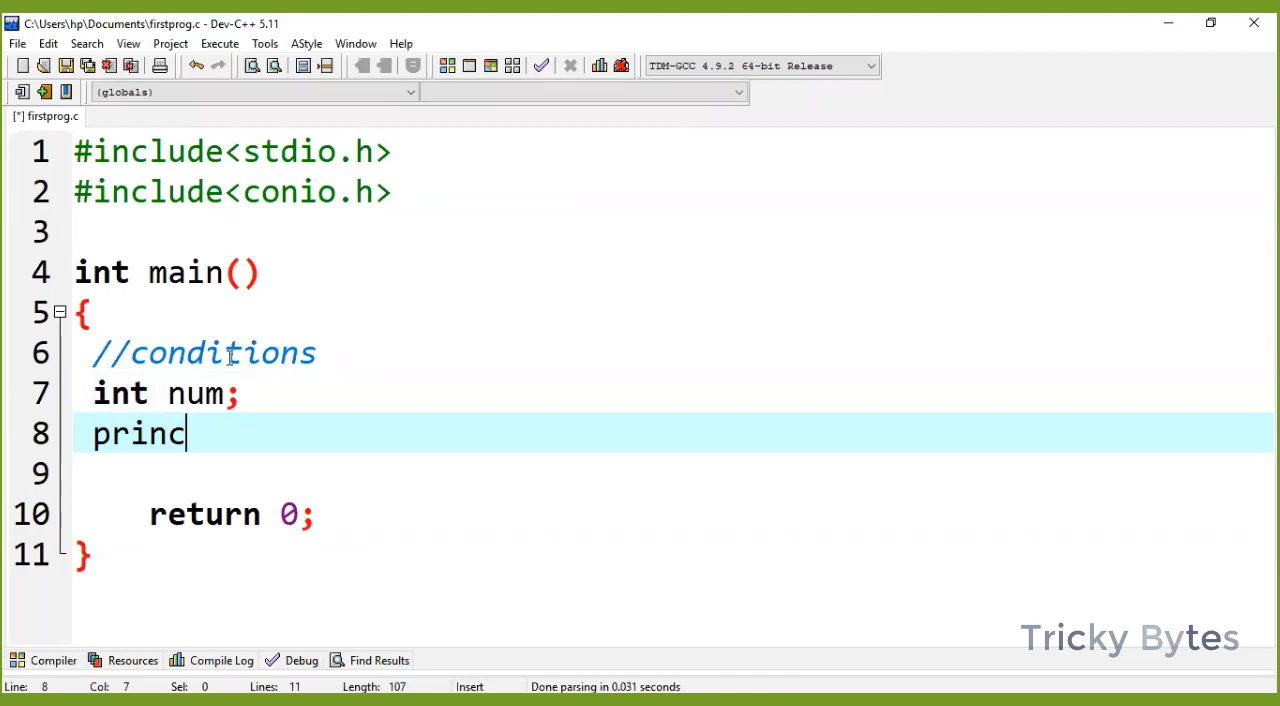 C:\Users\hp\Documents\firstprog.c - Dev-C++ 5.11
File Edit Search View Project Execute Tools AStyle Window Help
TDM-GCC 4.9.2 64-bit Release
(globals)
[*] firstprog.c
1 #include<stdio.h>
2 #include<conio.h>
3
4 int main()
5 {
6 //conditions
7 int num;
8 princ
9
10 return 0;
11 }
Tricky Bytes
Compiler Resources Compile Log Debug Find Results
Line: 8 Col: 7 Sel: 0 Lines: 11 Length: 107 Insert Done parsing in 0.031 seconds